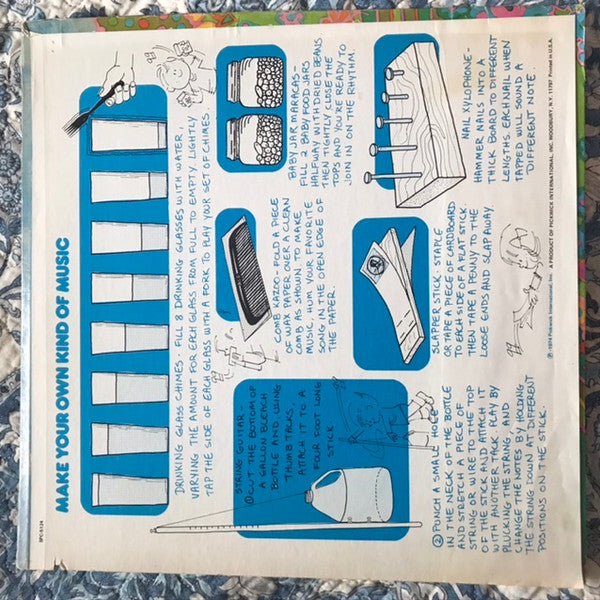 SPC-5134
MAKE YOUR OWN KIND OF MUSIC
DRINKING GLASS CHIMES - FILL 8 DRINKING GLASSES WITH WATER,
VARYING THE AMOUNT FOR EACH GLASS FROM FULL TO EMPTY. LIGHTLY
TAP THE SIDE OF EACH GLASS WITH A FORK TO PLAY YOUR SET OF CHIMES
STRING GUITAR -
① CUT THE BOTTOM OF
A GALLON BLEACH
BOTTLE AND USING
THUMB TALKS,
ATTACH IT TO A
FOUR FOOT LONG
STICK
② PUNCH A SMALL HOLE
IN THE NECK OF THE BOTTLE
AND STRETCH A PIECE OF
STRING OR WIRE TO THE TOP
OF THE STICK AND ATTACH IT
WITH ANOTHER TALK. PLAY BY
PLUCKING STRING, AND
CHANGE THE NOTES BY HOLDING
THE STRING DOWN AT DIFFERENT
POSITIONS ON THE STICK.
COMB KAZOO - FOLD A PIECE
OF WAX PAPER OVER A CLEAN
COMB AS SHOWN. TO MAKE
MUSIC, HUM YOUR FAVORITE
SONG IN THE OPEN EDGE OF
THE PAPER.
BABY JAR MARACAS -
FILL 2 BABY FOOD JARS
HALFWAY WITH DRIED BEANS
THEN TIGHTLY CLOSE THE
TOPS AND YOU'RE READY TO
JOIN IN ON THE RHYTHM.
SLAPPER STICK - STAPLE
OR TAPE A PIECE OF CARDBOARD
TO EACH SIDE OF A FLAT STICK.
THEN TAPE A PENNY TO THE
LOOSE ENDS AND SLAP AWAY.
NAIL XYLOPHONE -
HAMMER NAILS INTO A
THICK BOARD TO DIFFERENT
LENGTHS. EACH NAIL WHEN
TAPPED WILL SOUND A
DIFFERENT NOTE.
℗ 1974 Pickwick International, Inc. A PRODUCT OF PICKWICK INTERNATIONAL, INC. WOODBURY, N.Y. 11797 Printed in U.S.A.